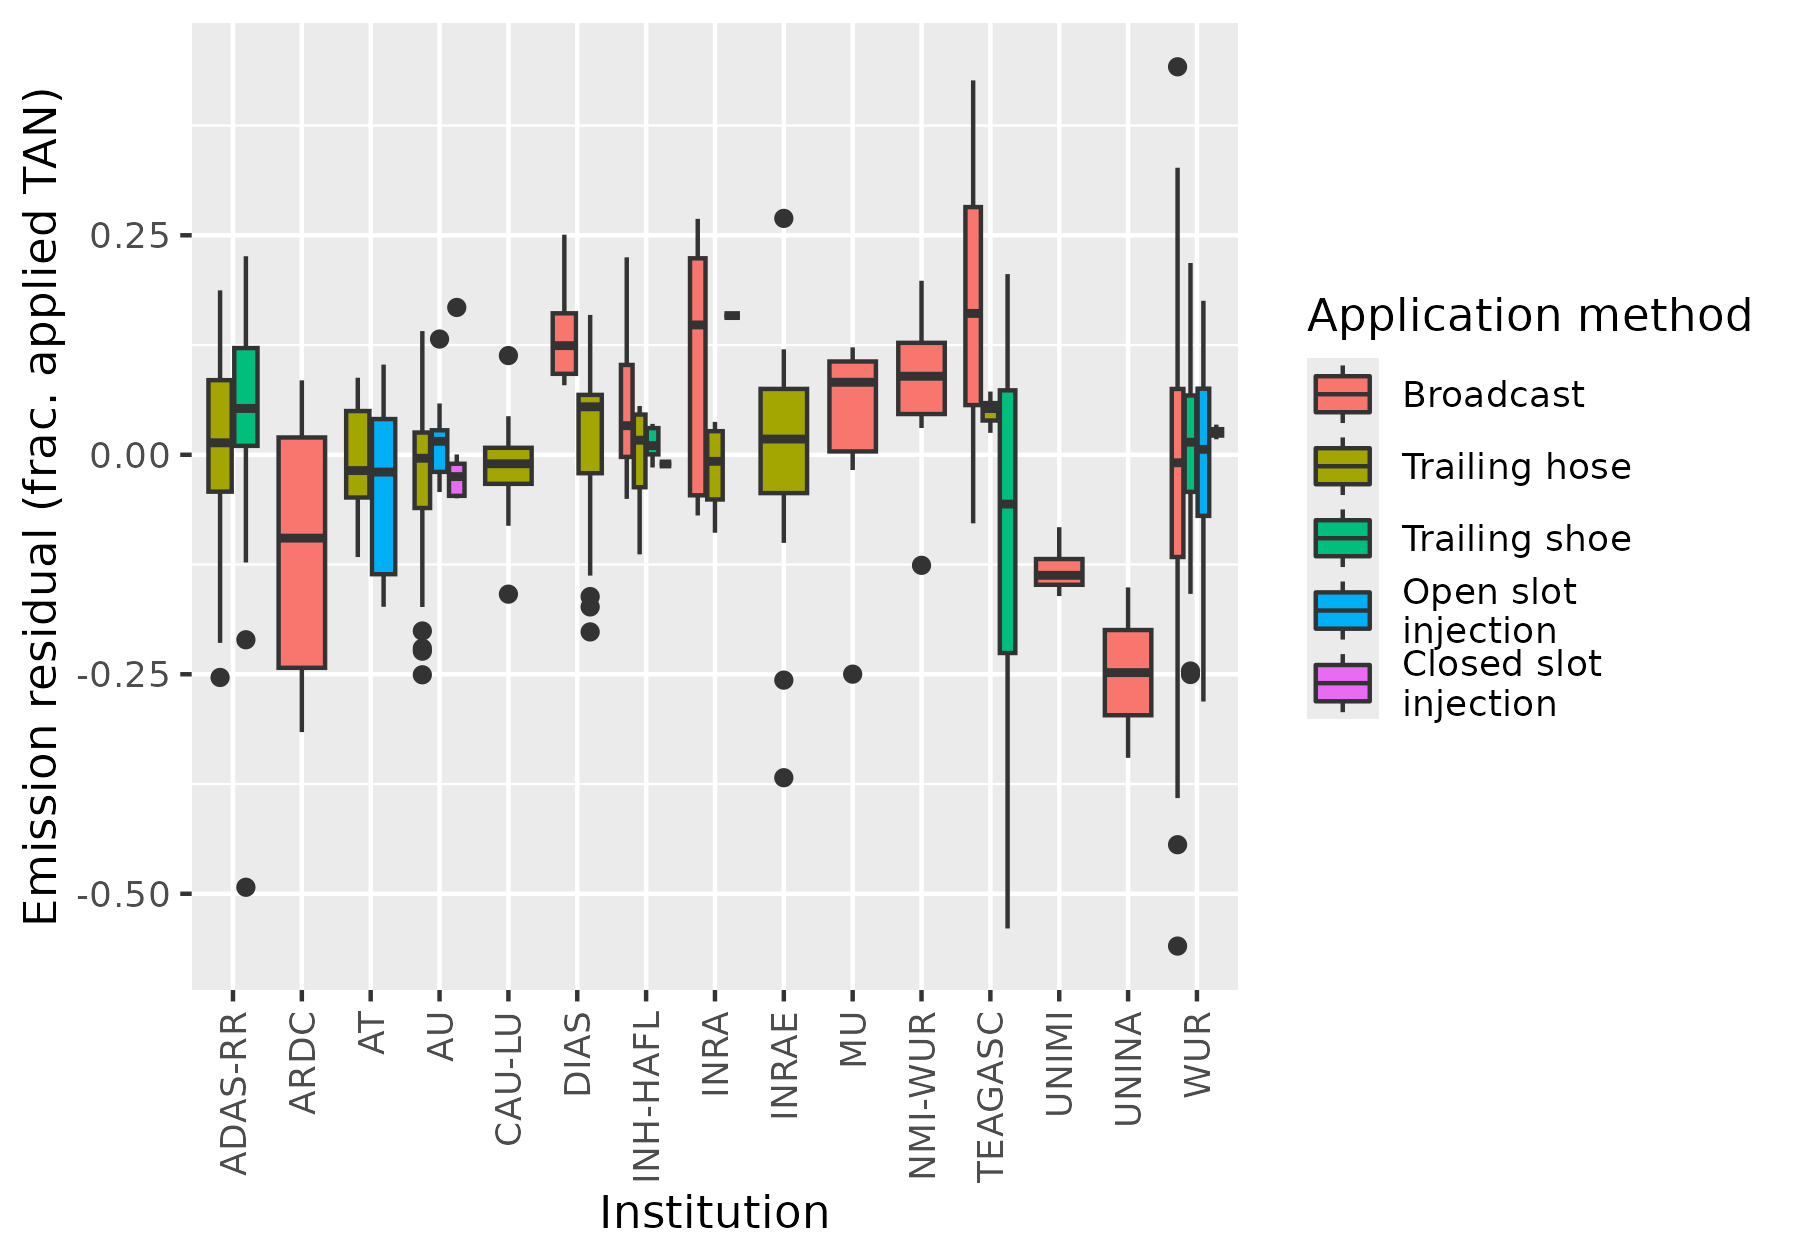 Emission residual (frac. applied TAN)
0.25
0.00
-0.25
-0.50
ADAS-RR
ARDC
AT
AU
CAU-LU
DIAS
INH-HAFL
INRA
INRAE
MU
NMI-WUR
TEAGASC
UNIMI
UNINA
WUR
Institution
Application method
Broadcast
Trailing hose
Trailing shoe
Open slot
injection
Closed slot
injection